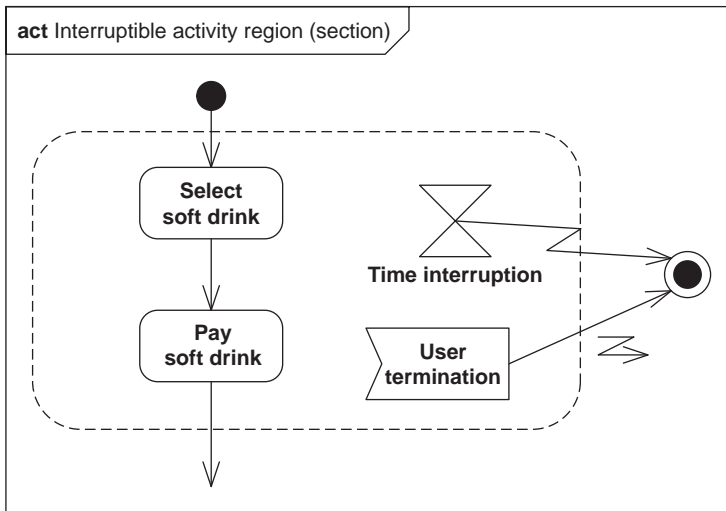 act Interruptible activity region (section)
Select
soft drink
Time interruption
Pay
soft drink
User
termination